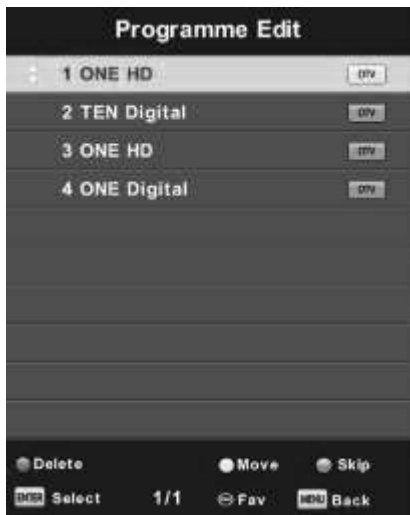 Programme Edit
1 ONE HD DTV
2 TEN Digital DTV
3 ONE HD DTV
4 ONE Digital DTV
Delete Move Skip
ENTER Select 1/1 Fav MENU Back